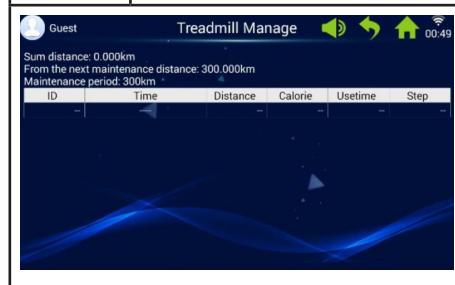 Guest Treadmill Manage 00:49
Sum distance: 0.000km
From the next maintenance distance: 300.000km
Maintenance period: 300km
ID Time Distance Calorie Usetime Step
-- -- -- -- -- --